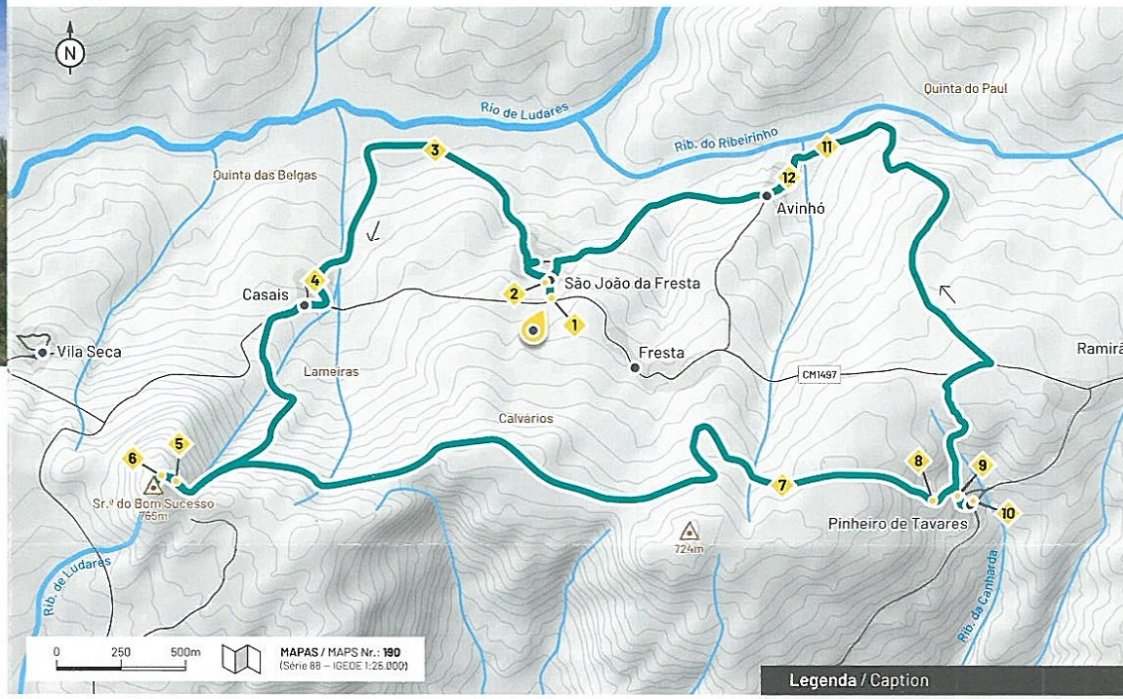 N
Quinta do Paul
Rio de Ludares
Rib. do Ribeirinho
3
11
12
Quinta das Belgas
Avinhó
4
Casais
2
São João da Fresta
1
Vila Seca
Fresta
Ramirã
Lameiras
CM1497
Calvários
5
6
8
9
7
10
Sr.ª do Bom Sucesso
765m
Pinheiro de Tavares
724m
Rib. de Ludares
Rib. da Canharda
0 250 500m
MAPAS / MAPS Nr.: 190
(Série 88 – IGEOE 1:25.000)
Legenda / Caption